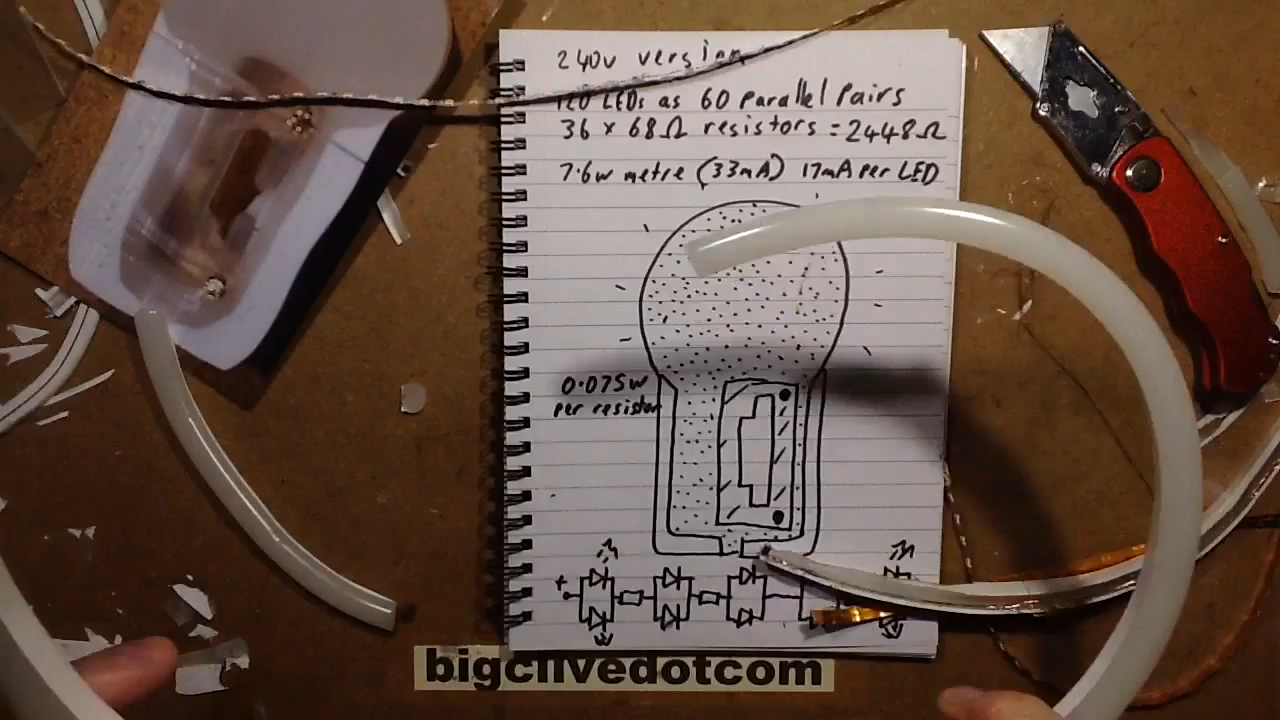 240v version
120 LEDs as 60 Parallel Pairs
36 x 68Ω resistors = 2448Ω
7.6w metre (33mA) 17mA per LED
0.075w
per resistor
+
bigclivedotcom